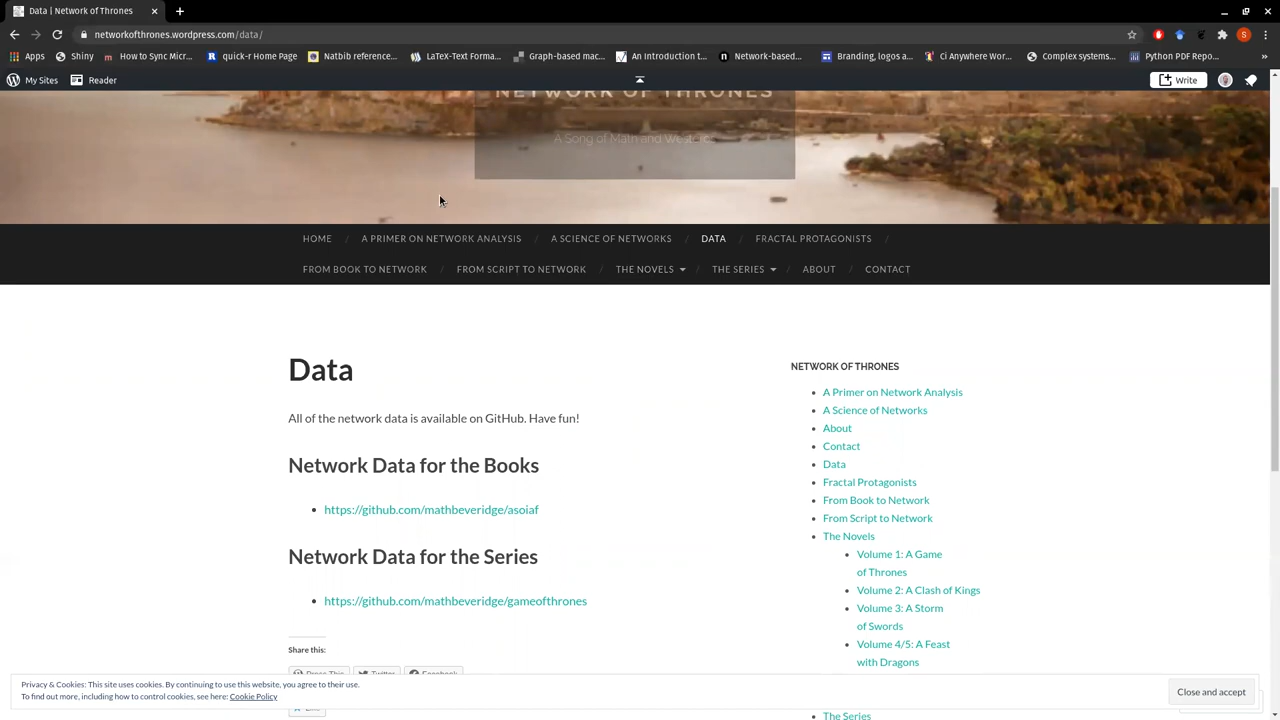 Data | Network of Thrones
networkofthrones.wordpress.com/data/
Apps Shiny How to Sync Micr... quick-r Home Page Natbib reference... LaTeX-Text Forma... Graph-based mac... An Introduction t... Network-based... Branding, logos a... Ci Anywhere Wor... Complex systems... Python PDF Repo...
My Sites Reader Write
NETWORK OF THRONES
A Song of Math and Westeros
HOME / A PRIMER ON NETWORK ANALYSIS / A SCIENCE OF NETWORKS / DATA / FRACTAL PROTAGONISTS /
FROM BOOK TO NETWORK / FROM SCRIPT TO NETWORK / THE NOVELS / THE SERIES / ABOUT / CONTACT
Data
All of the network data is available on GitHub. Have fun!
Network Data for the Books
https://github.com/mathbeveridge/asoiaf
Network Data for the Series
https://github.com/mathbeveridge/gameofthrones
Share this:
Press This Twitter Facebook
NETWORK OF THRONES
A Primer on Network Analysis
A Science of Networks
About
Contact
Data
Fractal Protagonists
From Book to Network
From Script to Network
The Novels
Volume 1: A Game
of Thrones
Volume 2: A Clash of Kings
Volume 3: A Storm
of Swords
Volume 4/5: A Feast
with Dragons
The Series
Privacy & Cookies: This site uses cookies. By continuing to use this website, you agree to their use.
To find out more, including how to control cookies, see here: Cookie Policy
Close and accept